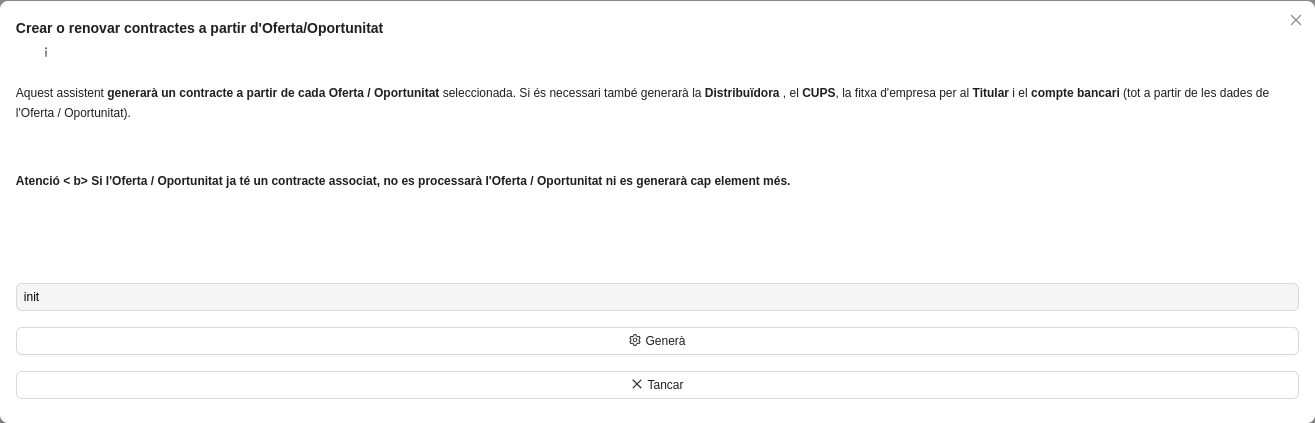 Crear o renovar contractes a partir d'Oferta/Oportunitat
i
Aquest assistent generarà un contracte a partir de cada Oferta / Oportunitat seleccionada. Si és necessari també generarà la Distribuïdora , el CUPS, la fitxa d'empresa per al Titular i el compte bancari (tot a partir de les dades de
l'Oferta / Oportunitat).
Atenció < b> Si l'Oferta / Oportunitat ja té un contracte associat, no es processarà l'Oferta / Oportunitat ni es generarà cap element més.
init
Generà
Tancar